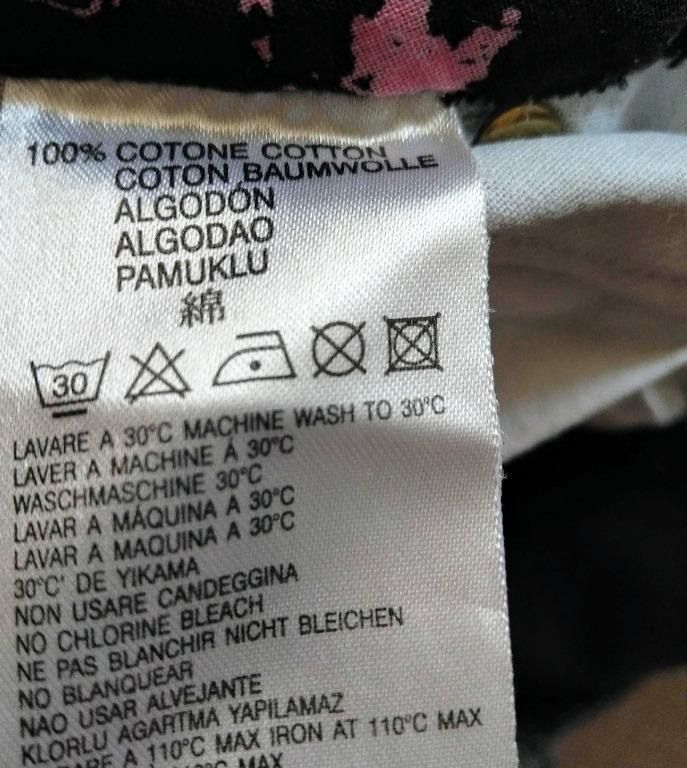 100% COTONE COTTON
COTON BAUMWOLLE
ALGODÓN
ALGODAO
PAMUKLU
綿
30
LAVARE A 30°C MACHINE WASH TO 30°C
LAVER A MACHINE Á 30°C
WASCHMASCHINE 30°C
LAVAR A MÁQUINA A 30°C
LAVAR A MAQUINA A 30°C
30°C' DE YIKAMA
NON USARE CANDEGGINA
NO CHLORINE BLEACH
NE PAS BLANCHIR NICHT BLEICHEN
NO BLANQUEAR
NAO USAR ALVEJANTE
KLORLU AGARTMA YAPILAMAZ
A 110°C MAX IRON AT 110°C MAX
MAX